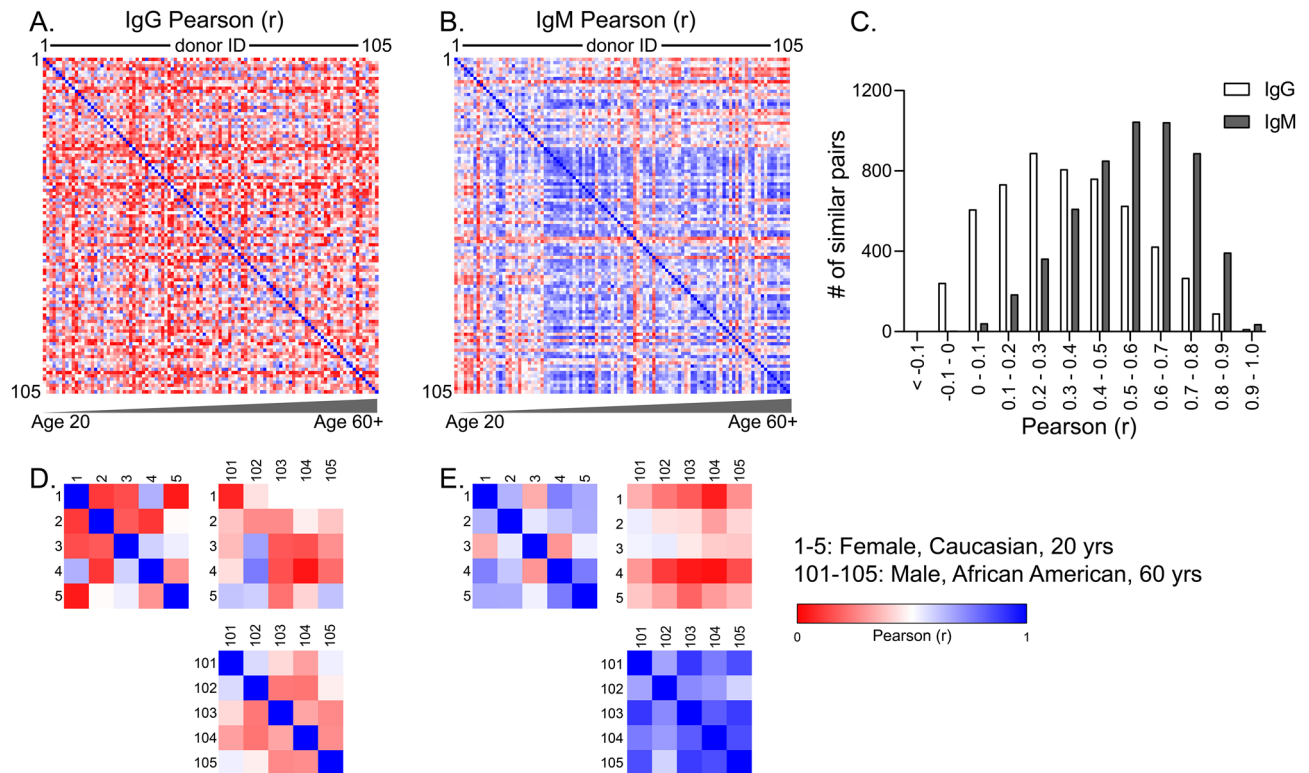 A.
IgG Pearson (r)
1 donor ID 105
1
105
Age 20 Age 60+
B.
IgM Pearson (r)
1 donor ID 105
1
105
Age 20 Age 60+
C.
# of similar pairs
1200
800
400
0
IgG
IgM
< -0.1
-0.1 - 0
0 - 0.1
0.1 - 0.2
0.2 - 0.3
0.3 - 0.4
0.4 - 0.5
0.5 - 0.6
0.6 - 0.7
0.7 - 0.8
0.8 - 0.9
0.9 - 1.0
Pearson (r)
D.
1 2 3 4 5
1
2
3
4
5
101 102 103 104 105
1
2
3
4
5
101 102 103 104 105
101
102
103
104
105
E.
1 2 3 4 5
1
2
3
4
5
101 102 103 104 105
1
2
3
4
5
101 102 103 104 105
101
102
103
104
105
1-5: Female, Caucasian, 20 yrs
101-105: Male, African American, 60 yrs
0 Pearson (r) 1